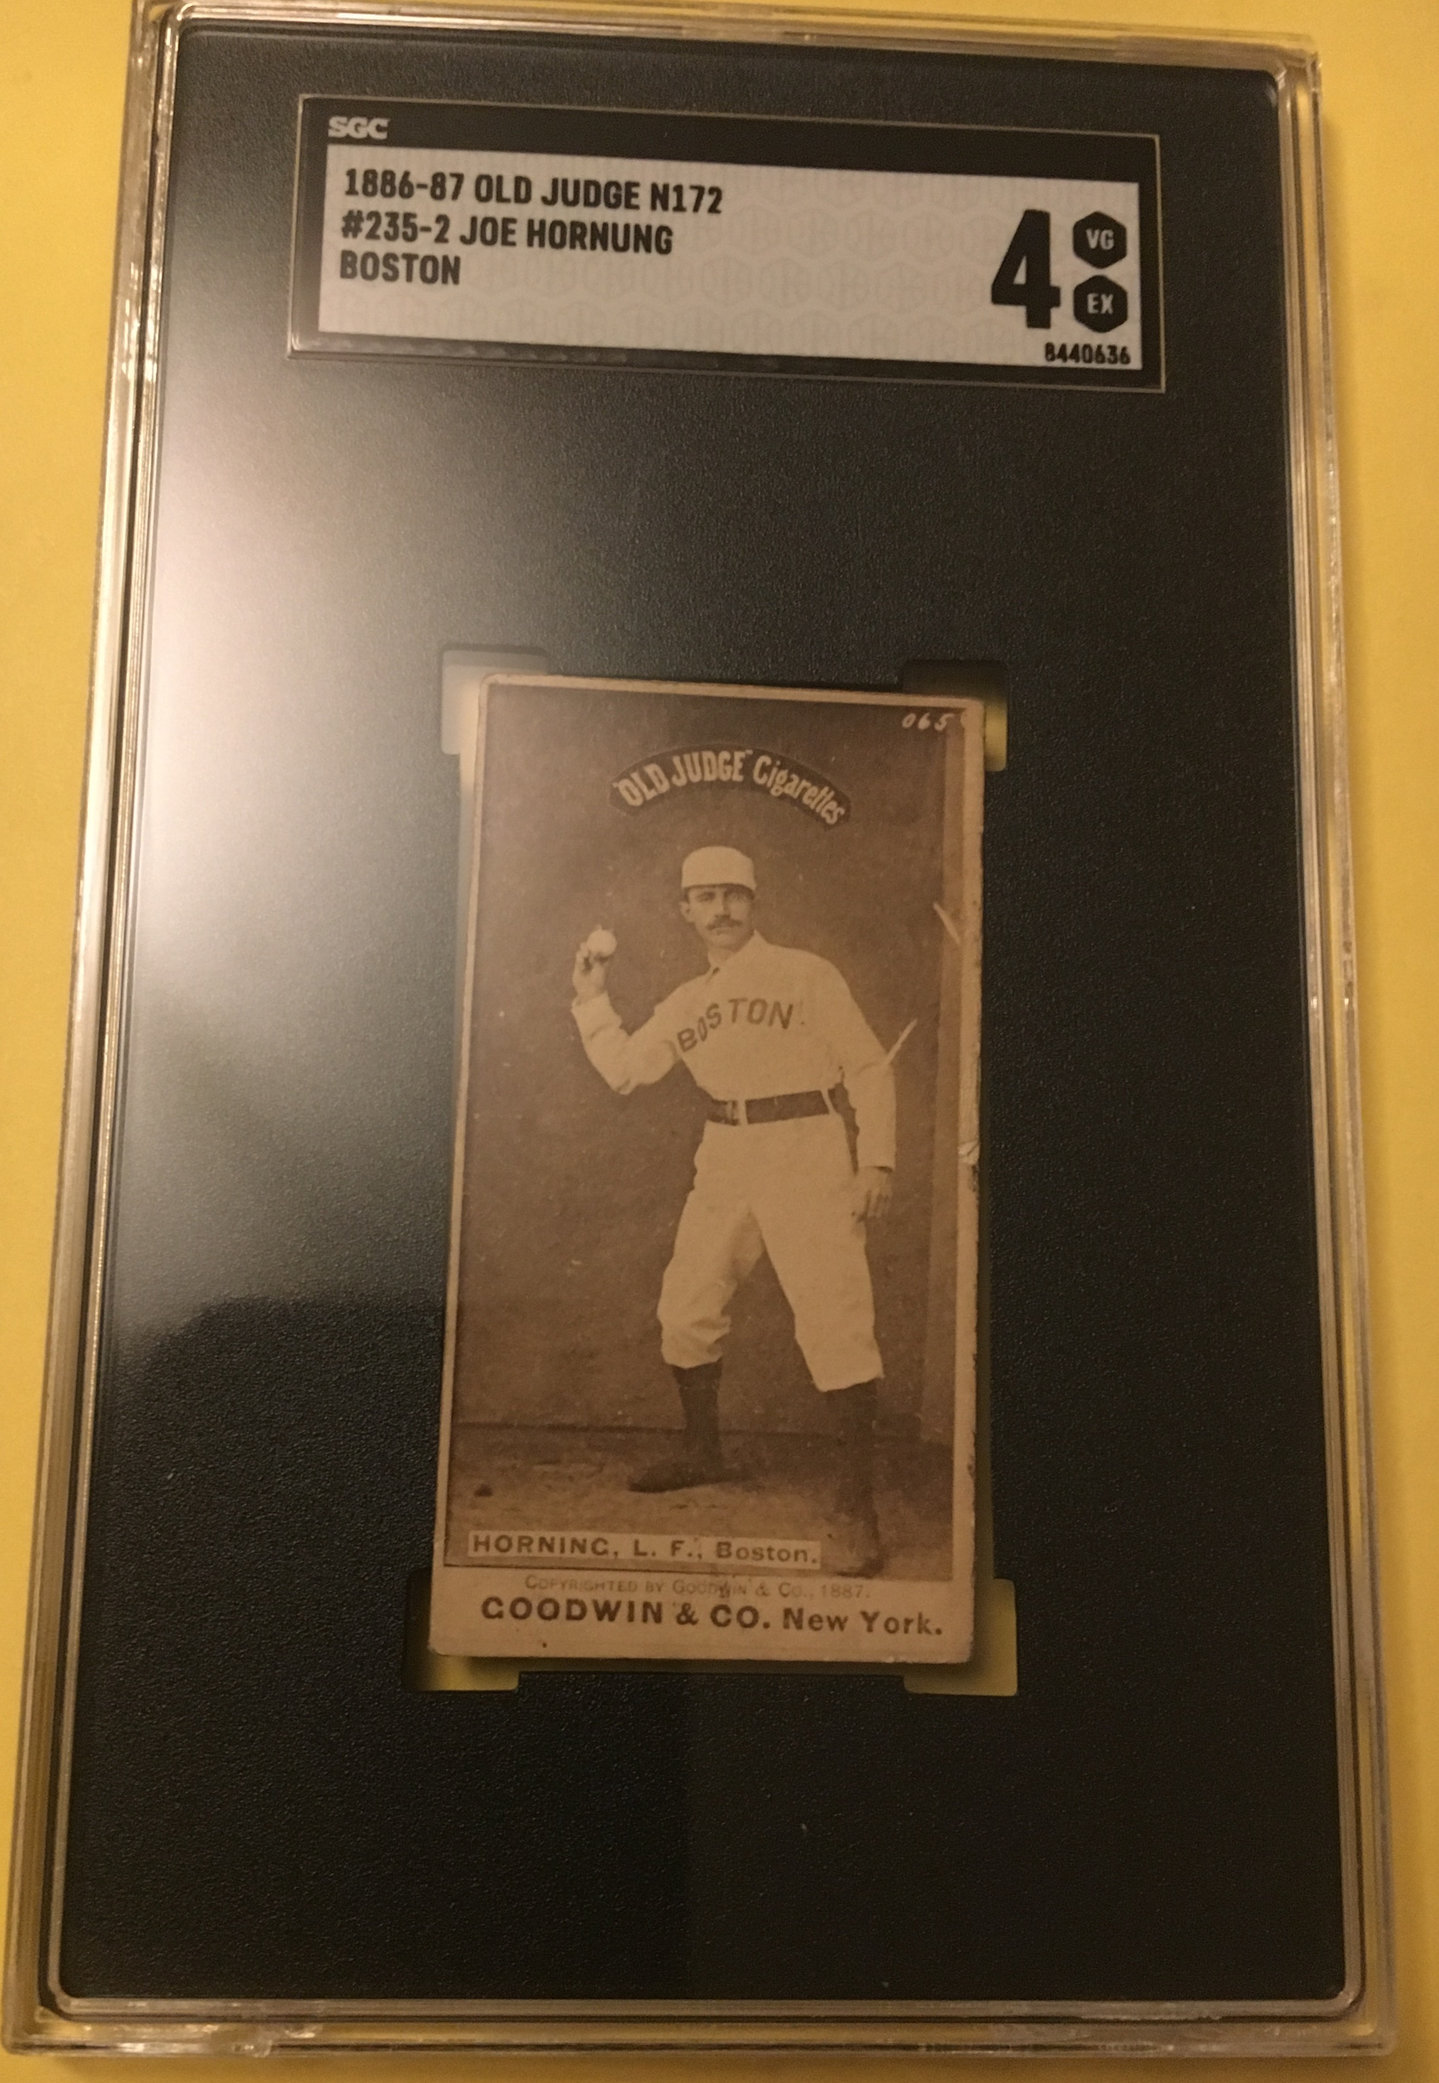 SGC
1886-87 OLD JUDGE N172
#235-2 JOE HORNUNG
BOSTON
4 VG
EX
8440636
065
"OLD JUDGE" Cigarettes
BOSTON.
HORNING, L. F., Boston.
COPYRIGHTED BY GOODWIN & CO., 1887.
GOODWIN & CO. New York.